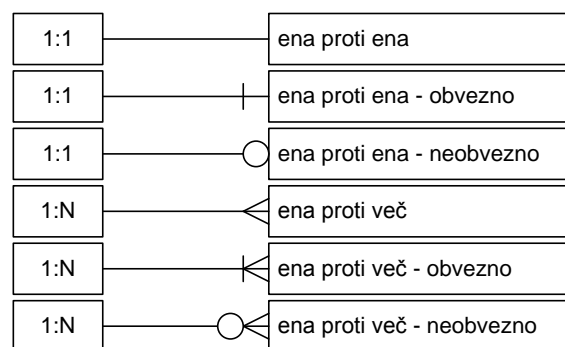 1:1 ena proti ena
1:1 ena proti ena - obvezno
1:1 ena proti ena - neobvezno
1:N ena proti več
1:N ena proti več - obvezno
1:N ena proti več - neobvezno